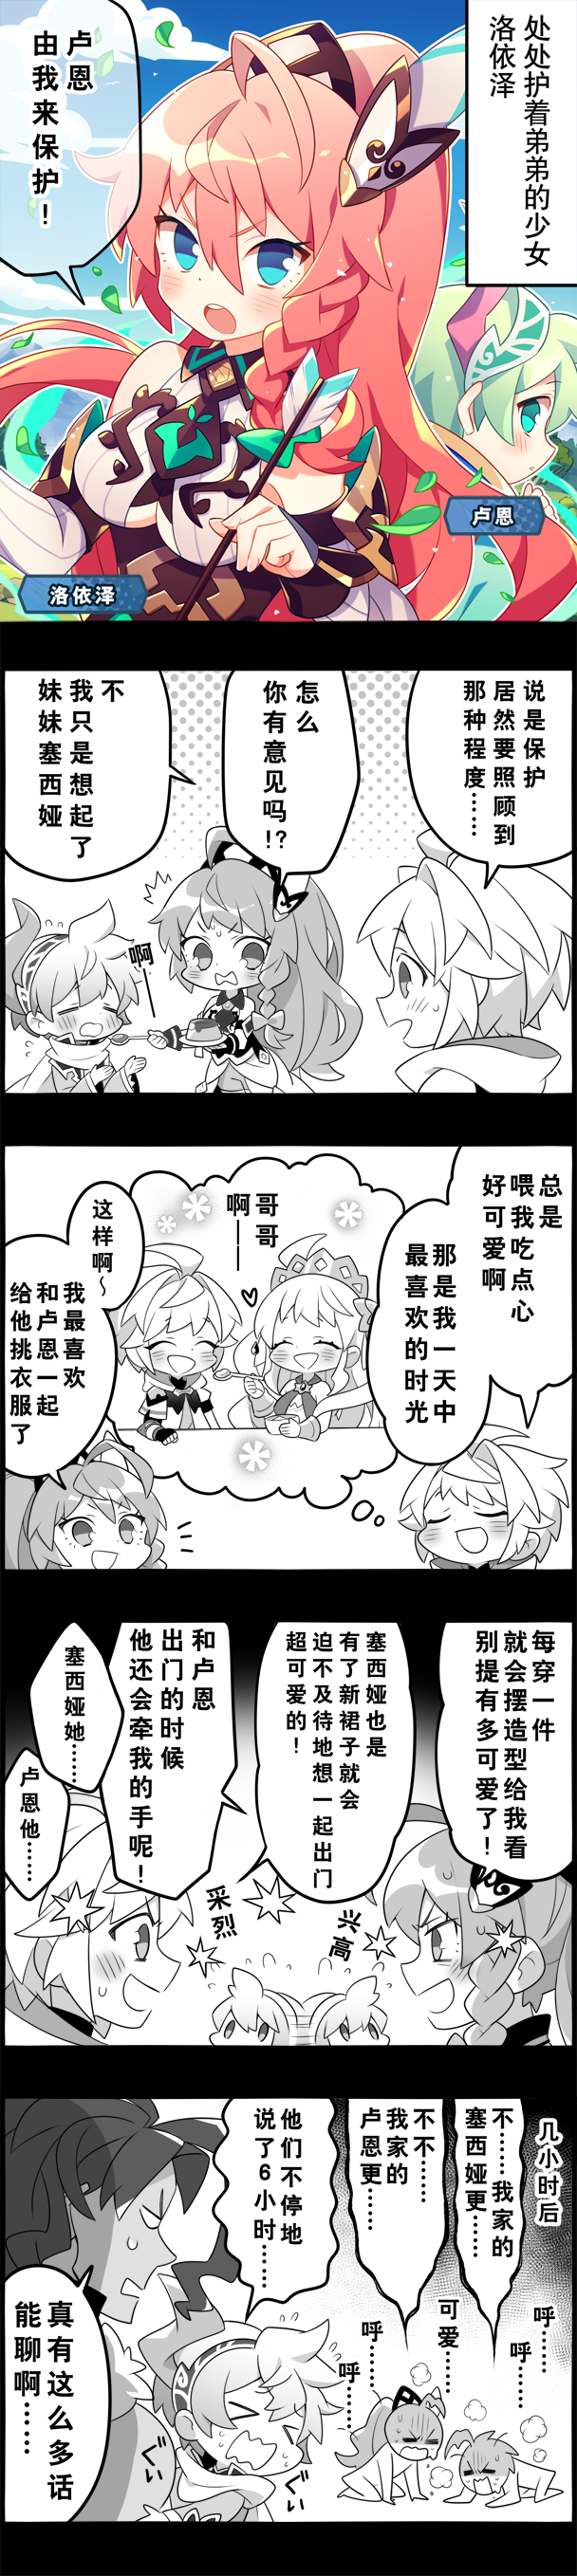 处处护着弟弟的少女
洛依泽
卢恩
由我来保护！
卢恩
洛依泽
说是保护
居然要照顾到
那种程度……
怎么
你有意见吗!?
啊——
不
我只是想起了
妹妹塞西娅
总是
喂我吃点心
好可爱啊
那是我一天中
最喜欢的时光
哥哥
啊——
这样啊～
我最喜欢
和卢恩一起
给他挑衣服了
每穿一件
就会摆造型给我看
别提有多可爱了！
塞西娅也是
有了新裙子就会
迫不及待地想一起出门
超可爱的！
和卢恩
出门的时候
他还会牵我的手呢！
塞西娅她……
卢恩他……
兴高
采烈
几小时后
不……我家的
塞西娅更……
不不……
我家的
卢恩更……
呼……
呼……
可爱……
呼……
呼……
他们不停地
说了6小时……
真有这么多话
能聊啊……
ぐい
ぐい